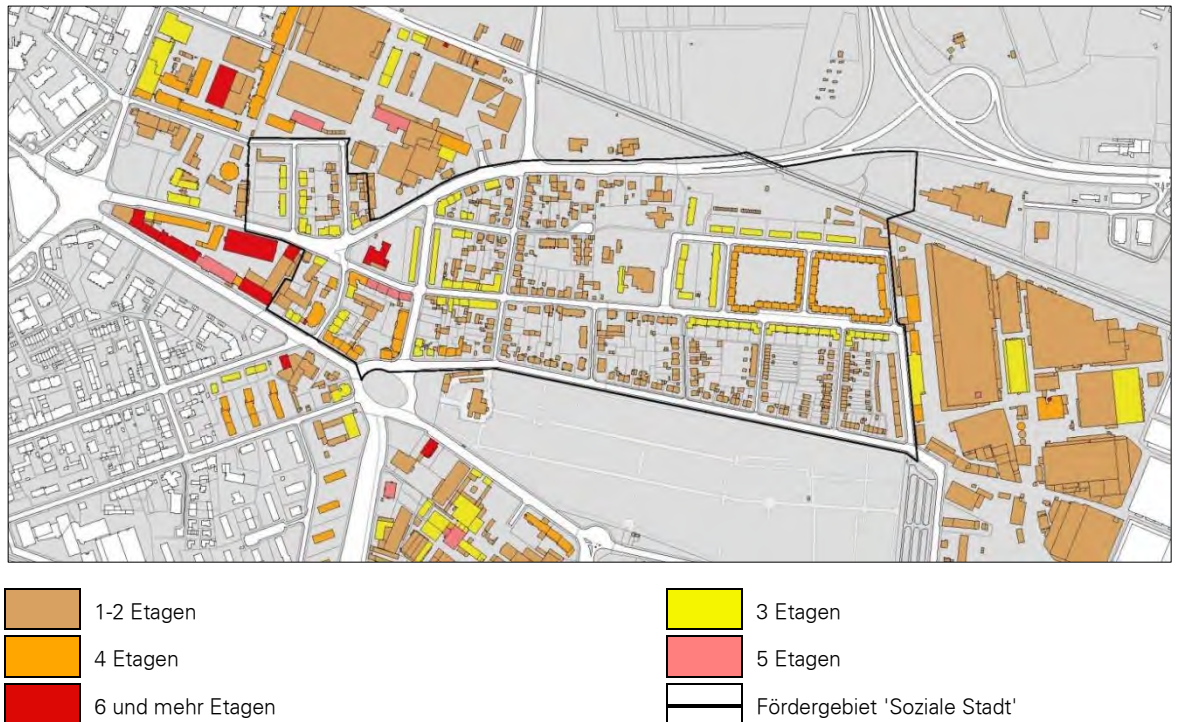 1-2 Etagen
3 Etagen
4 Etagen
5 Etagen
6 und mehr Etagen
Fördergebiet 'Soziale Stadt'